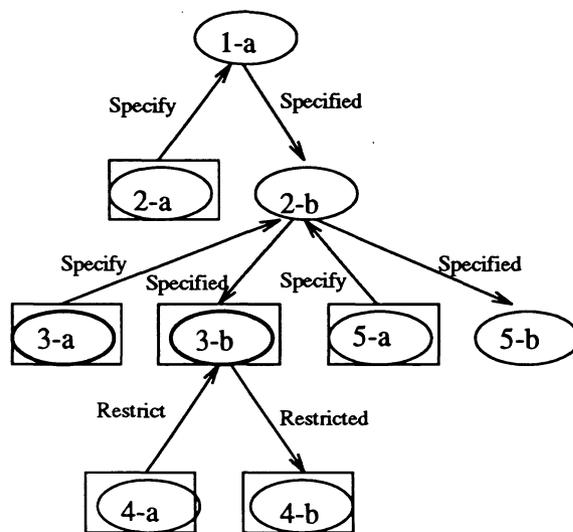 1-a
Specify
Specified
2-a
2-b
Specify
Specified
Specify
Specified
3-a
3-b
5-a
5-b
Restrict
Restricted
4-a
4-b